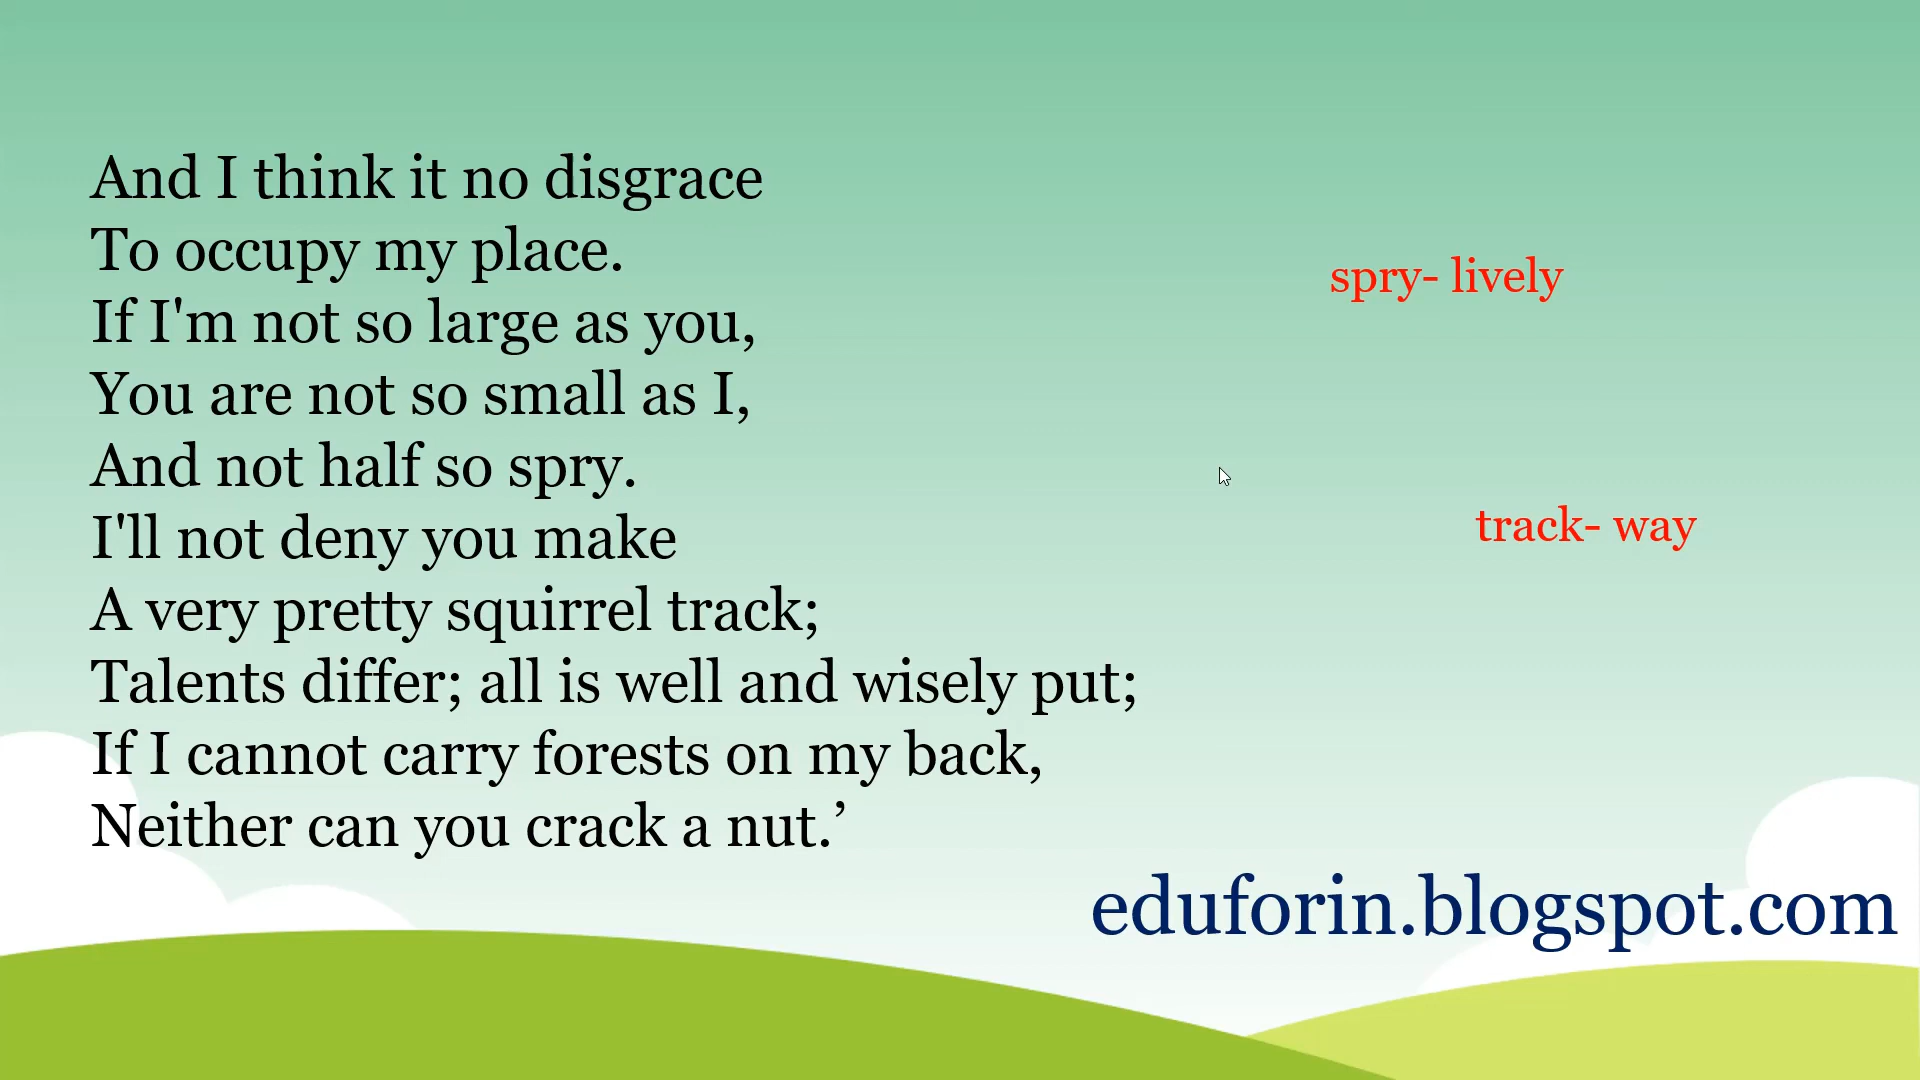 And I think it no disgrace
To occupy my place.
If I'm not so large as you,
You are not so small as I,
And not half so spry.
I'll not deny you make
A very pretty squirrel track;
Talents differ; all is well and wisely put;
If I cannot carry forests on my back,
Neither can you crack a nut.’
spry- lively
track- way
eduforin.blogspot.com